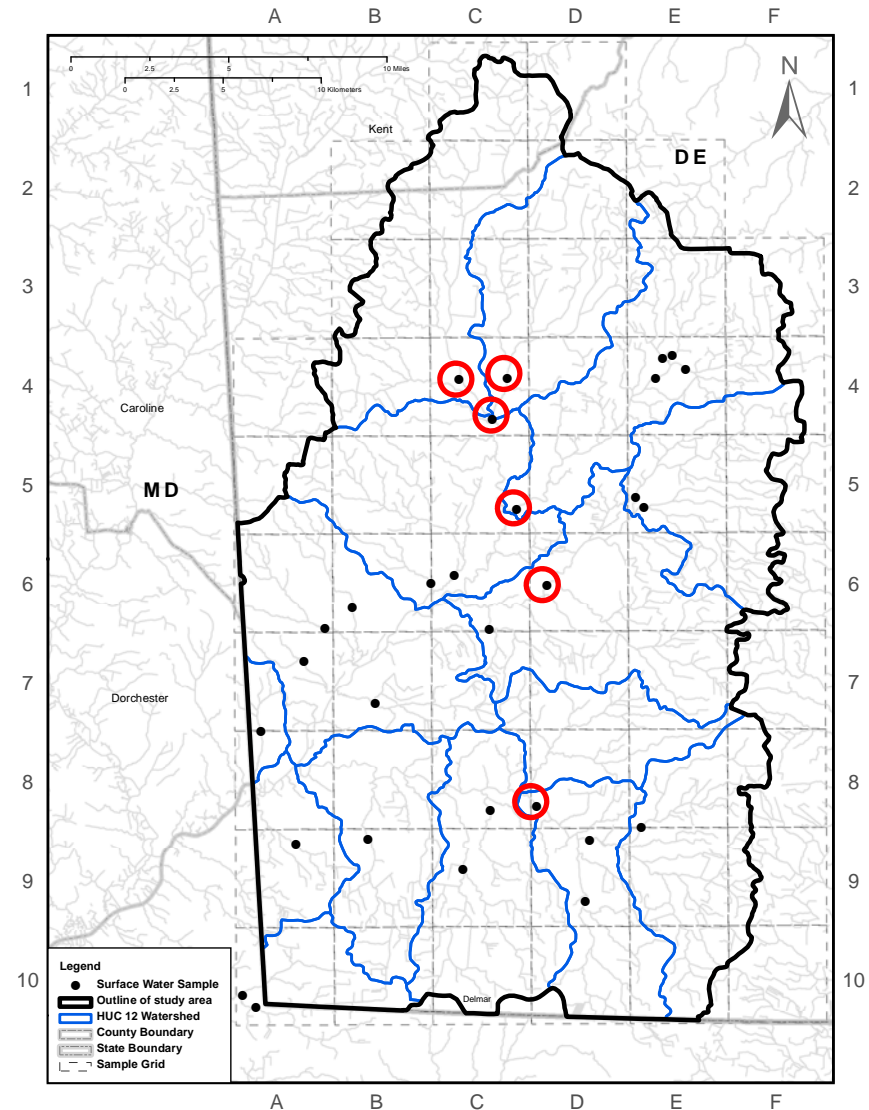 A B C D E F
0 2.5 5 10 Miles
0 2.5 5 10 Kilometers
N
1 1
Kent
DE
2 2
3 3
4 4
Caroline
MD
5 5
6 6
Dorchester
7 7
8 8
9 9
10 10
Delmar
Legend
Surface Water Sample
Outline of study area
HUC 12 Watershed
County Boundary
State Boundary
Sample Grid
A B C D E F